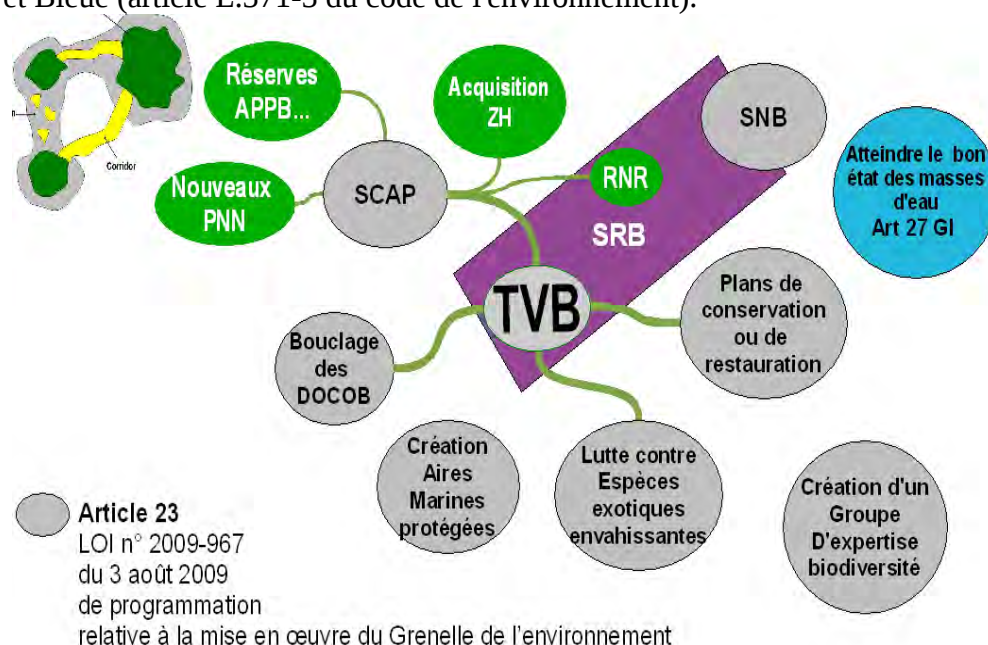 et Bleue (article L.371-3 du code de l'environnement).
Corridor
Réserves
APPB...
Acquisition
ZH
SNB
Atteindre le bon
état des masses
d'eau
Art 27 GI
Nouveaux
PNN
SCAP
RNR
SRB
TVB
Plans de
conservation
ou de
restauration
Bouclage
des
DOCOB
Création
Aires
Marines
protégées
Lutte contre
Espèces
exotiques
envahissantes
Création d'un
Groupe
D'expertise
biodiversité
Article 23
LOI n° 2009-967
du 3 août 2009
de programmation
relative à la mise en œuvre du Grenelle de l'environnement